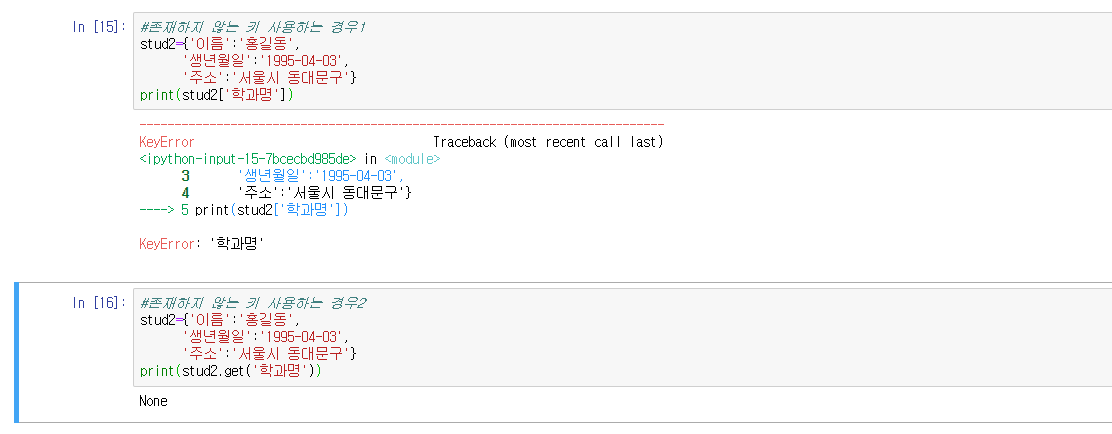 In [15]:
#존재하지 않는 키 사용하는 경우1
stud2={'이름':'홍길동',
'생년월일':'1995-04-03',
'주소':'서울시 동대문구'}
print(stud2['학과명'])
---------------------------------------------------------------------------
KeyError Traceback (most recent call last)
<ipython-input-15-7bcecbd985de> in <module>
3 '생년월일':'1995-04-03',
4 '주소':'서울시 동대문구'}
----> 5 print(stud2['학과명'])
KeyError: '학과명'
In [16]:
#존재하지 않는 키 사용하는 경우2
stud2={'이름':'홍길동',
'생년월일':'1995-04-03',
'주소':'서울시 동대문구'}
print(stud2.get('학과명'))
None